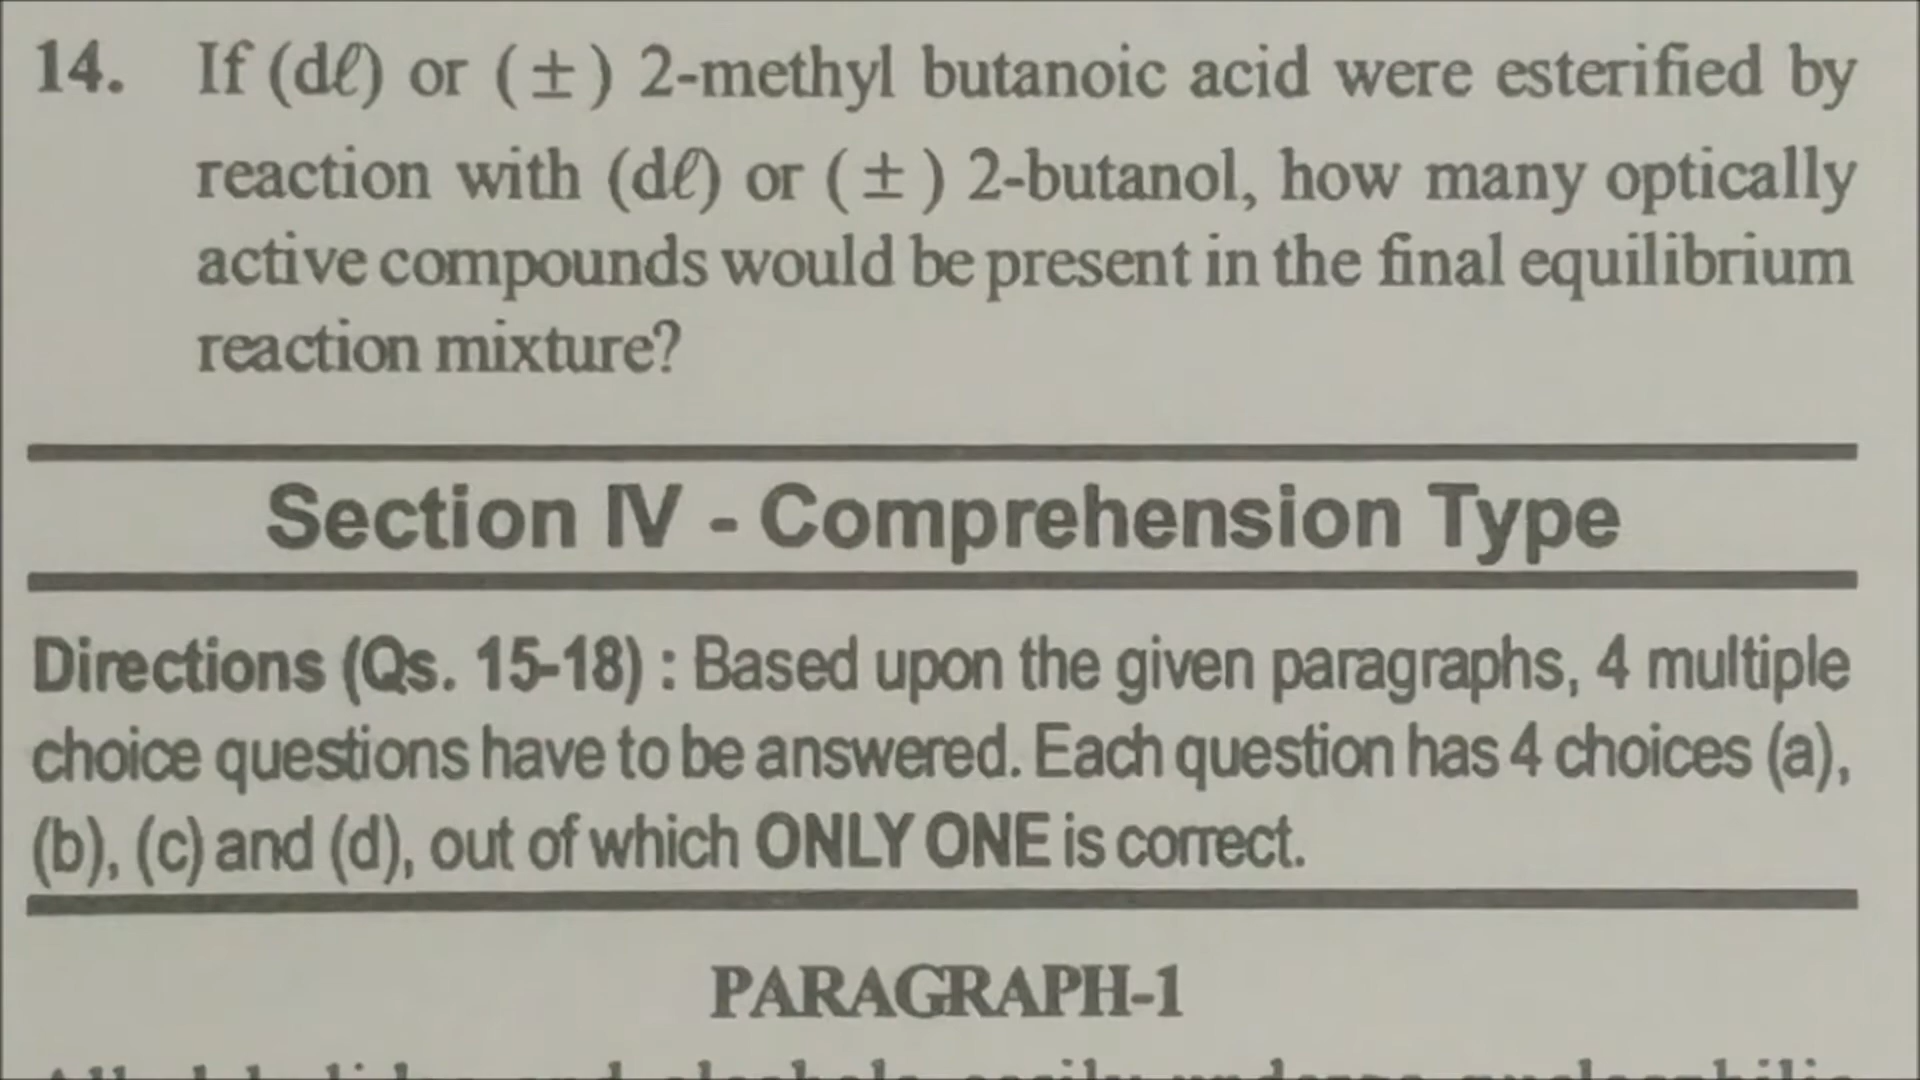 14. If (dℓ) or (±) 2-methyl butanoic acid were esterified by
reaction with (dℓ) or (±) 2-butanol, how many optically
active compounds would be present in the final equilibrium
reaction mixture?
Section IV - Comprehension Type
Directions (Qs. 15-18) : Based upon the given paragraphs, 4 multiple
choice questions have to be answered. Each question has 4 choices (a),
(b), (c) and (d), out of which ONLY ONE is correct.
PARAGRAPH-1